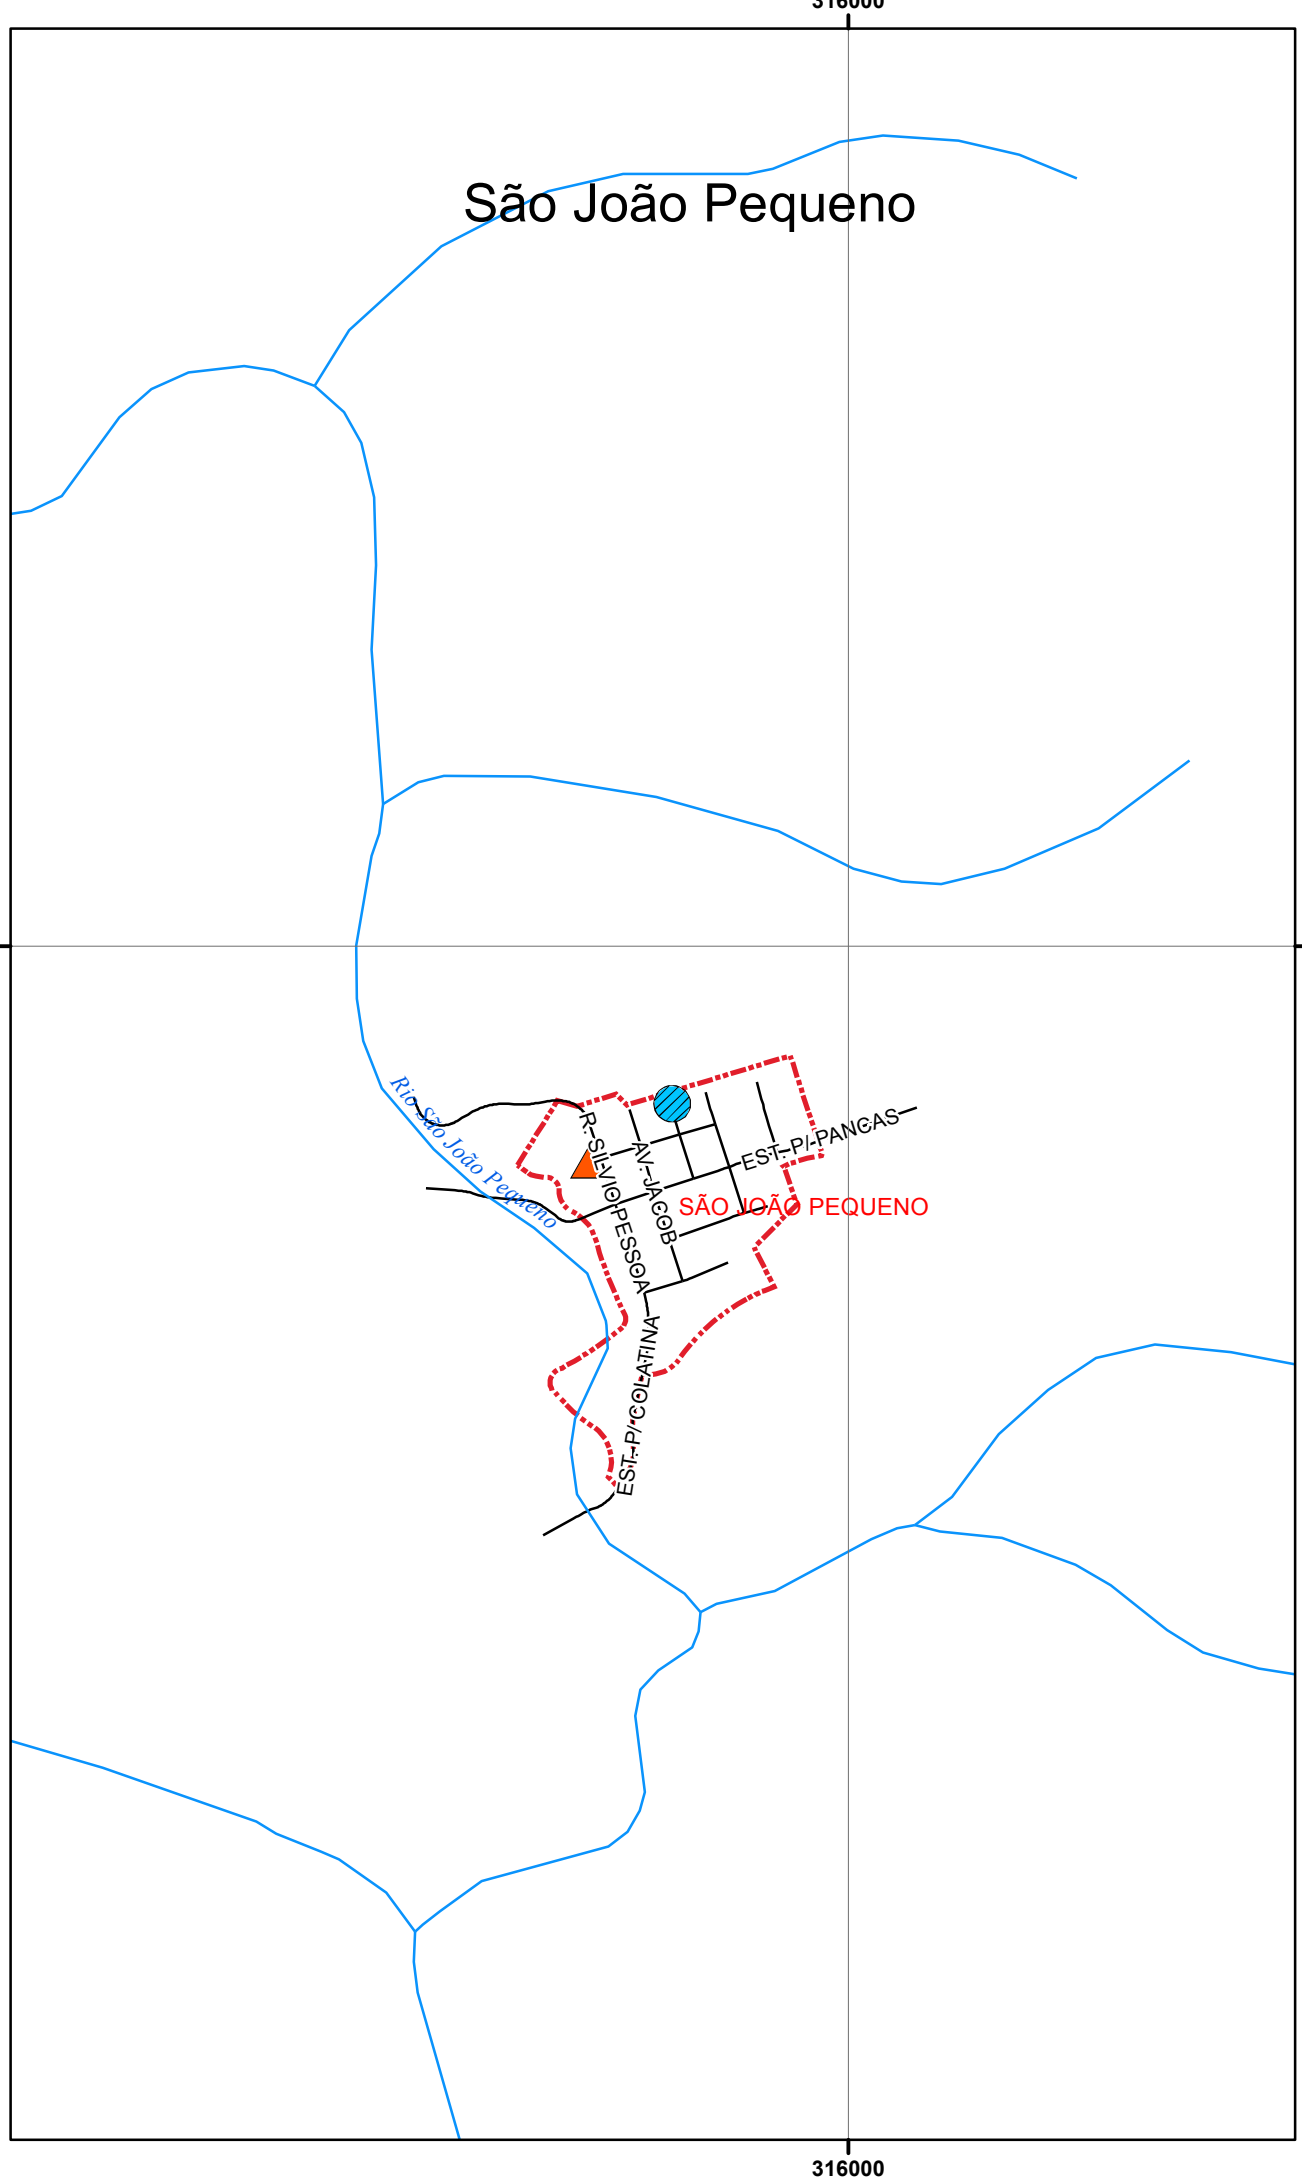 316000
São João Pequeno
Rio São João Pequeno
R. SILVIO PESSOA
AV. JACOB
EST. P/ PANCAS
SÃO JOÃO PEQUENO
EST. P/ COLATINA
316000